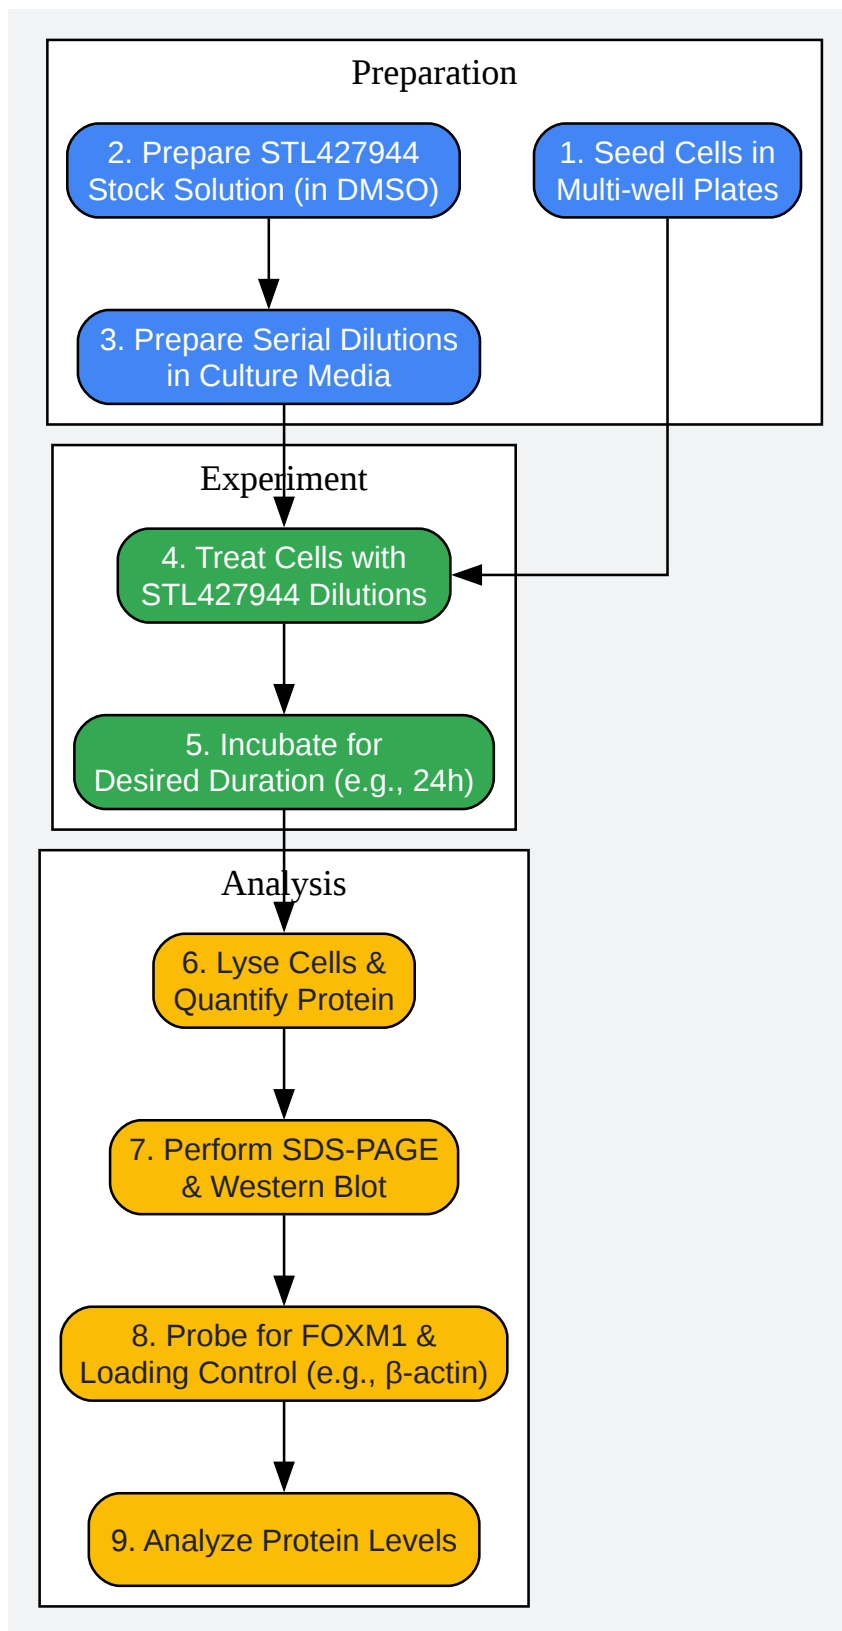 Preparation
2. Prepare STL427944
Stock Solution (in DMSO)
1. Seed Cells in
Multi-well Plates
3. Prepare Serial Dilutions
in Culture Media
Experiment
4. Treat Cells with
STL427944 Dilutions
5. Incubate for
Desired Duration (e.g., 24h)
Analysis
6. Lyse Cells &
Quantify Protein
7. Perform SDS-PAGE
& Western Blot
8. Probe for FOXM1 &
Loading Control (e.g., β-actin)
9. Analyze Protein Levels